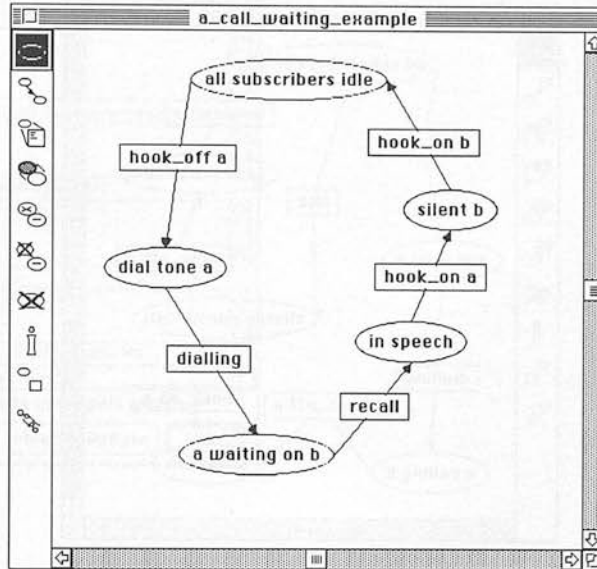 a_call_waiting_example
all subscribers idle
hook_off a
hook_on b
silent b
dial tone a
hook_on a
in speech
dialling
recall
a waiting on b